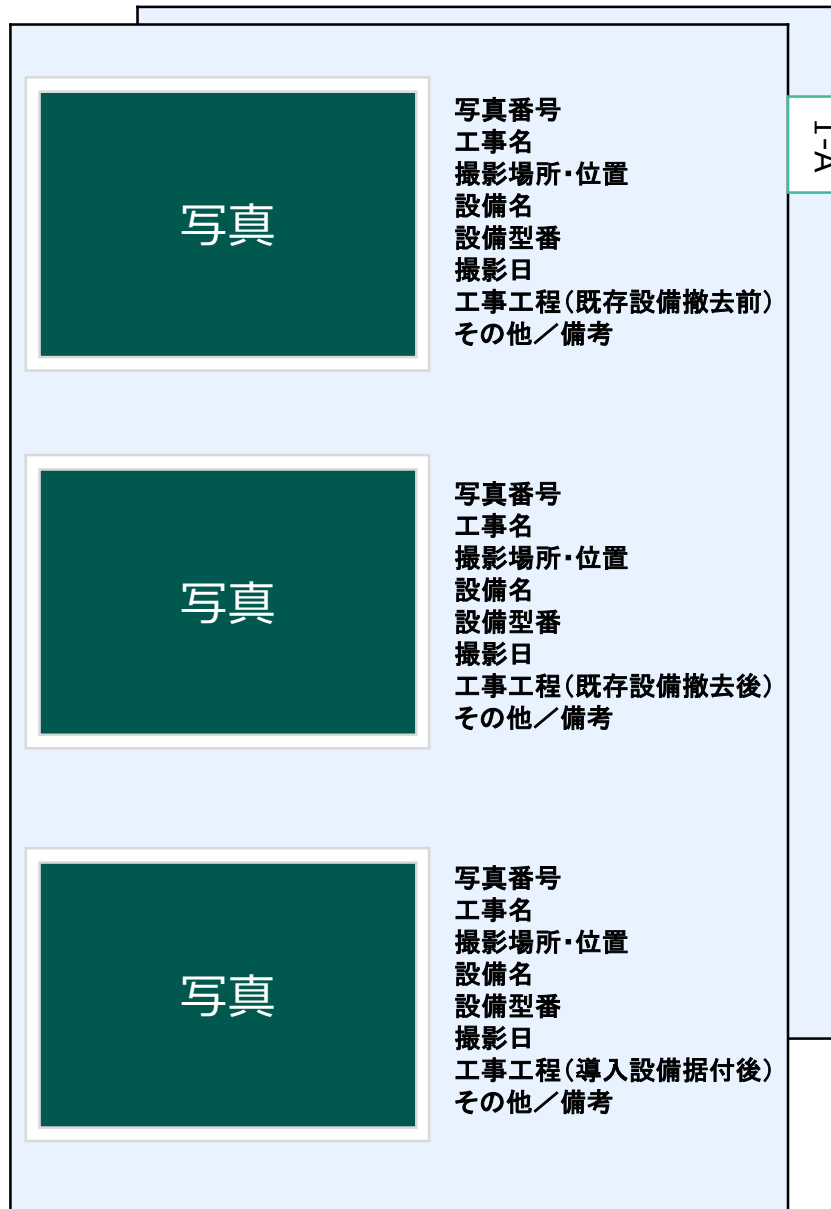 写真
写真番号
工事名
撮影場所・位置
設備名
設備型番
撮影日
工事工程(既存設備撤去前)
その他/備考
1-A
写真
写真番号
工事名
撮影場所・位置
設備名
設備型番
撮影日
工事工程(既存設備撤去後)
その他/備考
写真
写真番号
工事名
撮影場所・位置
設備名
設備型番
撮影日
工事工程(導入設備据付後)
その他/備考